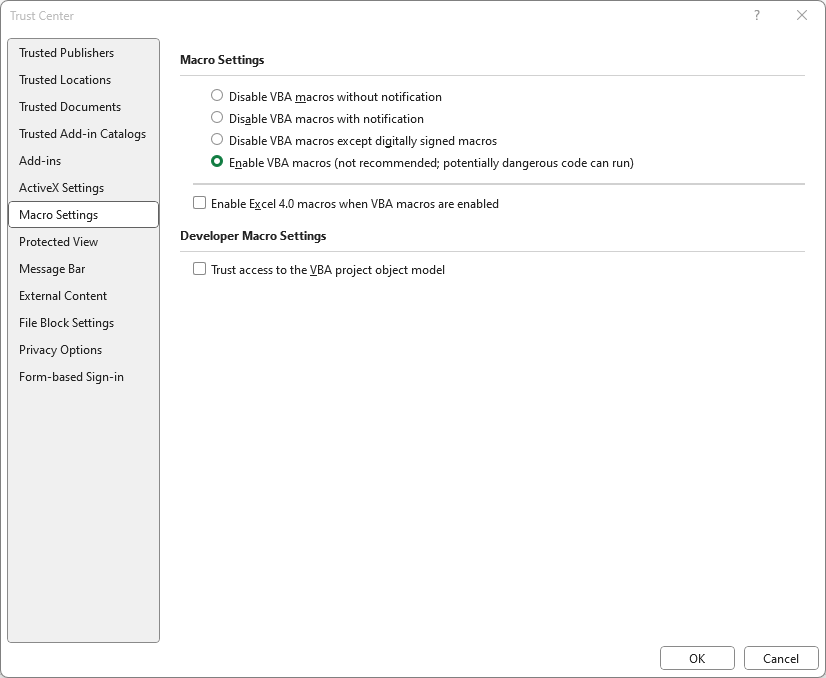 Trust Center
?
Trusted Publishers
Trusted Locations
Trusted Documents
Trusted Add-in Catalogs
Add-ins
ActiveX Settings
Macro Settings
Protected View
Message Bar
External Content
File Block Settings
Privacy Options
Form-based Sign-in
Macro Settings
Disable VBA macros without notification
Disable VBA macros with notification
Disable VBA macros except digitally signed macros
Enable VBA macros (not recommended; potentially dangerous code can run)
Enable Excel 4.0 macros when VBA macros are enabled
Developer Macro Settings
Trust access to the VBA project object model
OK
Cancel